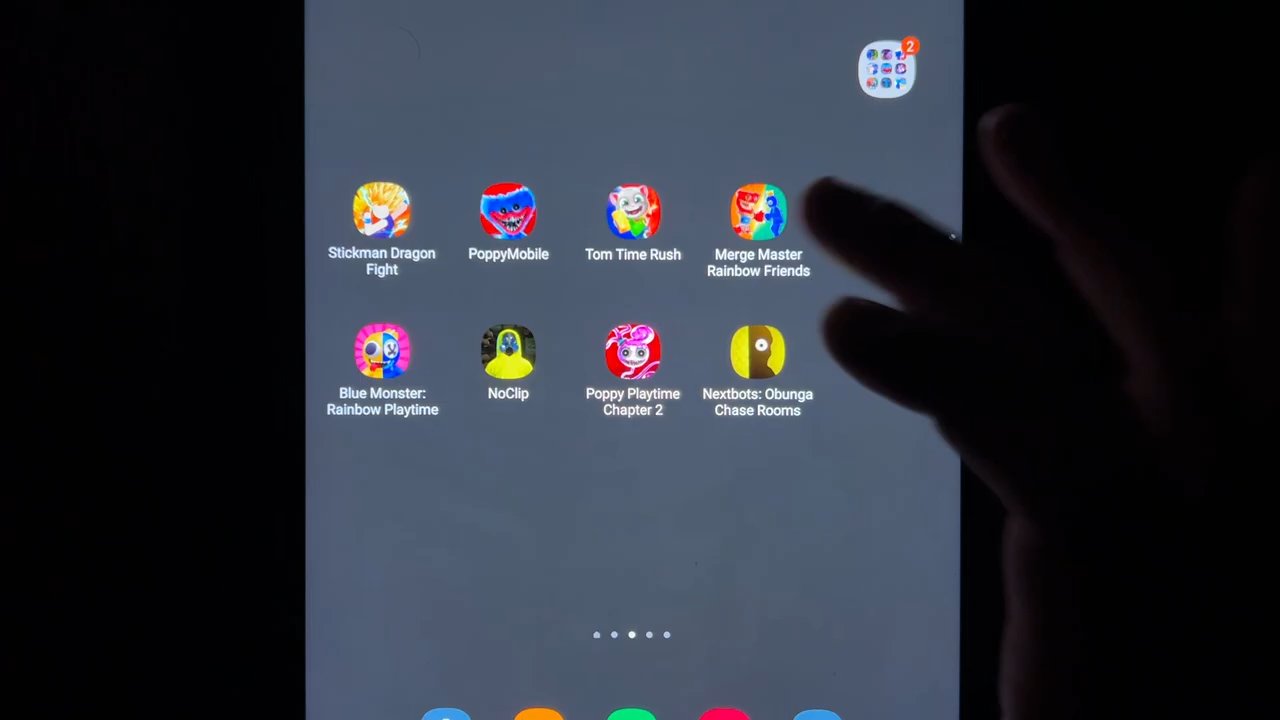 2
Stickman Dragon
Fight
PoppyMobile
Tom Time Rush
Merge Master
Rainbow Friends
Blue Monster:
Rainbow Playtime
NoClip
Poppy Playtime
Chapter 2
Nextbots: Obunga
Chase Rooms